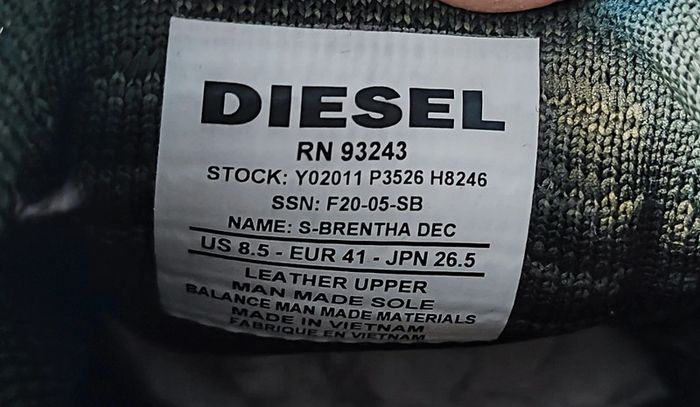 DIESEL
RN 93243
STOCK: Y02011 P3526 H8246
SSN: F20-05-SB
NAME: S-BRENTHA DEC
US 8.5 - EUR 41 - JPN 26.5
LEATHER UPPER
MAN MADE SOLE
BALANCE MAN MADE MATERIALS
MADE IN VIETNAM
FABRIQUE EN VIETNAM